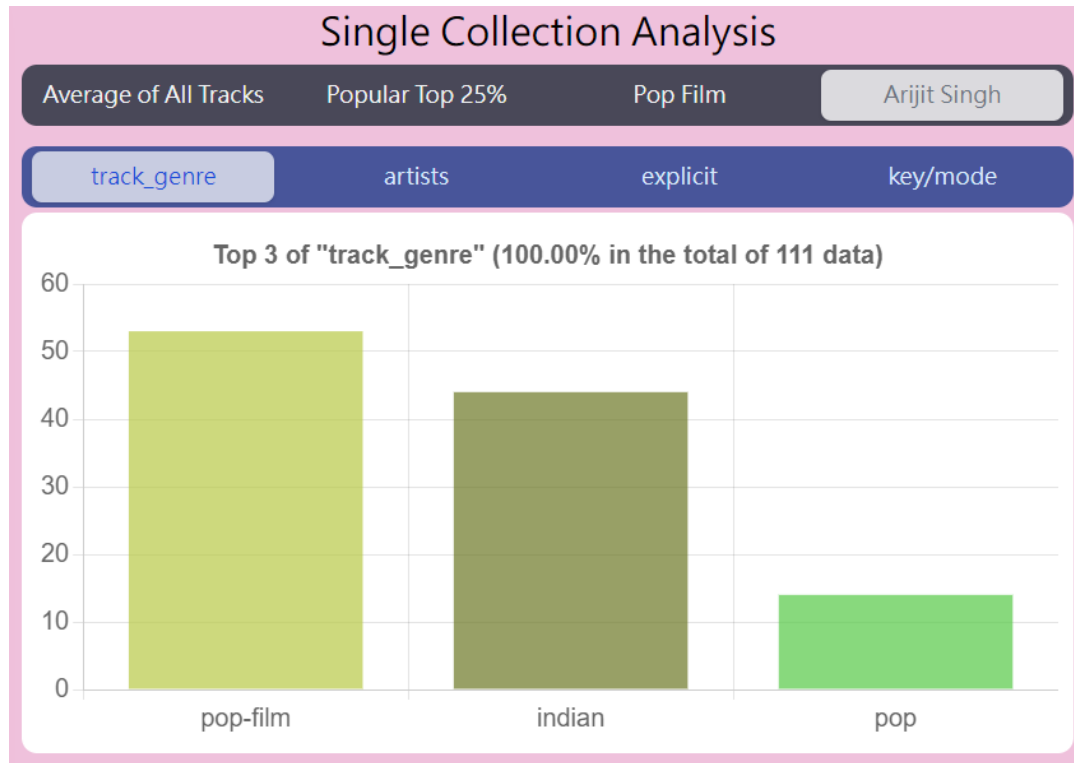 Single Collection Analysis
Average of All Tracks Popular Top 25% Pop Film Arijit Singh
track_genre artists explicit key/mode
Top 3 of "track_genre" (100.00% in the total of 111 data)
60
50
40
30
20
10
0
pop-film indian pop